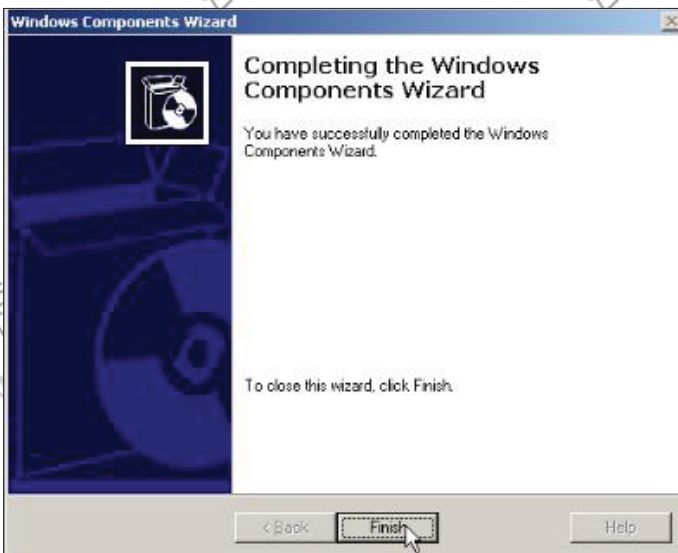 Windows Components Wizard
Completing the Windows
Components Wizard
You have successfully completed the Windows
Components Wizard.
To close this wizard, click Finish.
< Back
Finish
Help